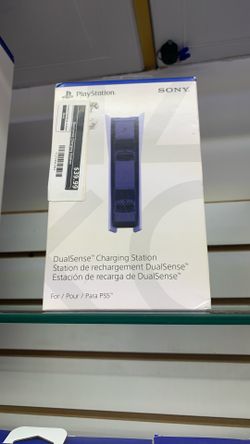 PlayStation
SONY
$39.99
DualSense™ Charging Station
Station de rechargement DualSense™
Estación de recarga de DualSense™
For / Pour / Para PS5™